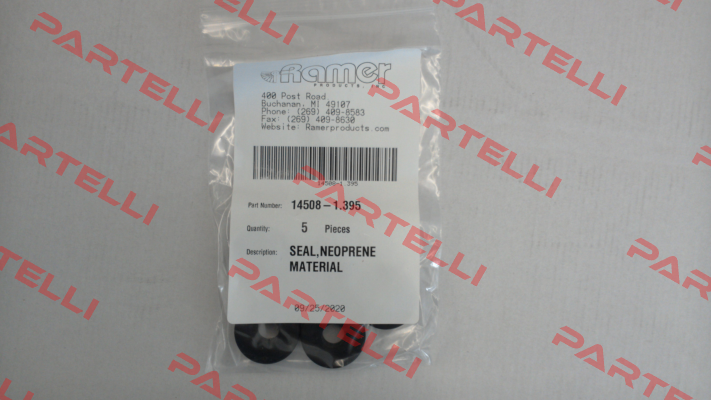 Ramer
PRODUCTS, INC
400 Post Road
Buchanan, MI 49107
Phone: (269) 409-8583
Fax: (269) 409-8630
Website: Ramerproducts.com
14508-1.395
Part Number: 14508-1.395
Quantity: 5 Pieces
Description: SEAL,NEOPRENE
MATERIAL
09/25/2020
PARTELLI
PARTELLI
PARTELLI
PARTELLI
PARTELLI
PARTELLI
PARTELLI
PARTELLI
PARTELLI